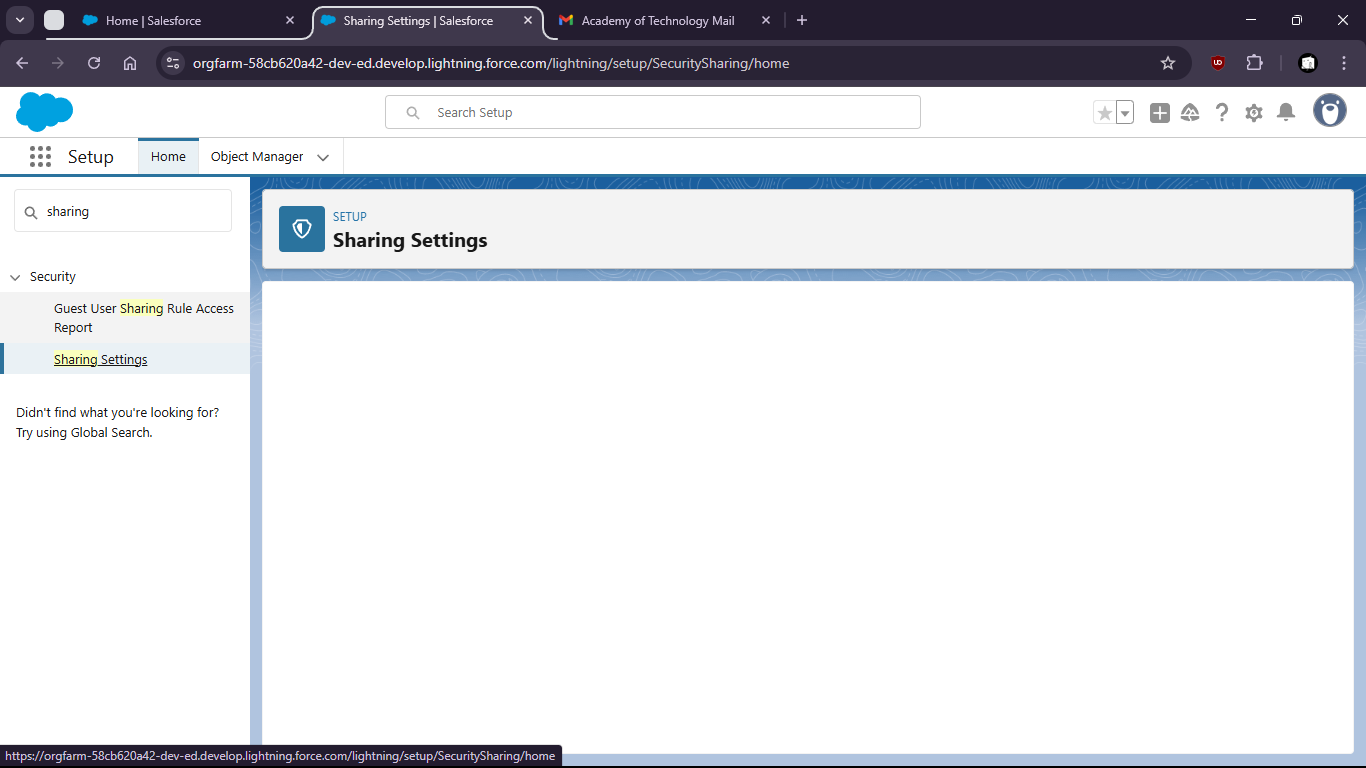 Home | Salesforce
Sharing Settings | Salesforce
Academy of Technology Mail
orgfarm-58cb620a42-dev-ed.develop.lightning.force.com/lightning/setup/SecuritySharing/home
UD
Search Setup
Setup
Home
Object Manager
sharing
Security
Guest User Sharing Rule Access
Report
Sharing Settings
Didn't find what you're looking for?
Try using Global Search.
SETUP
Sharing Settings
https://orgfarm-58cb620a42-dev-ed.develop.lightning.force.com/lightning/setup/SecuritySharing/home